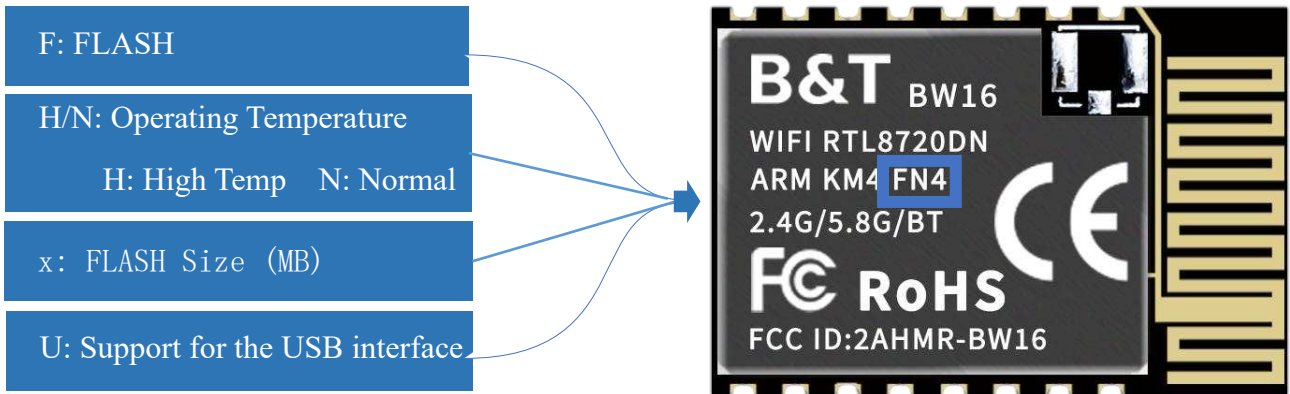 F: FLASH
H/N: Operating Temperature
H: High Temp N: Normal
x: FLASH Size (MB)
U: Support for the USB interface
B&T BW16
WIFI RTL8720DN
ARM KM4 FN4
2.4G/5.8G/BT
CE
FC RoHS
FCC ID:2AHMR-BW16